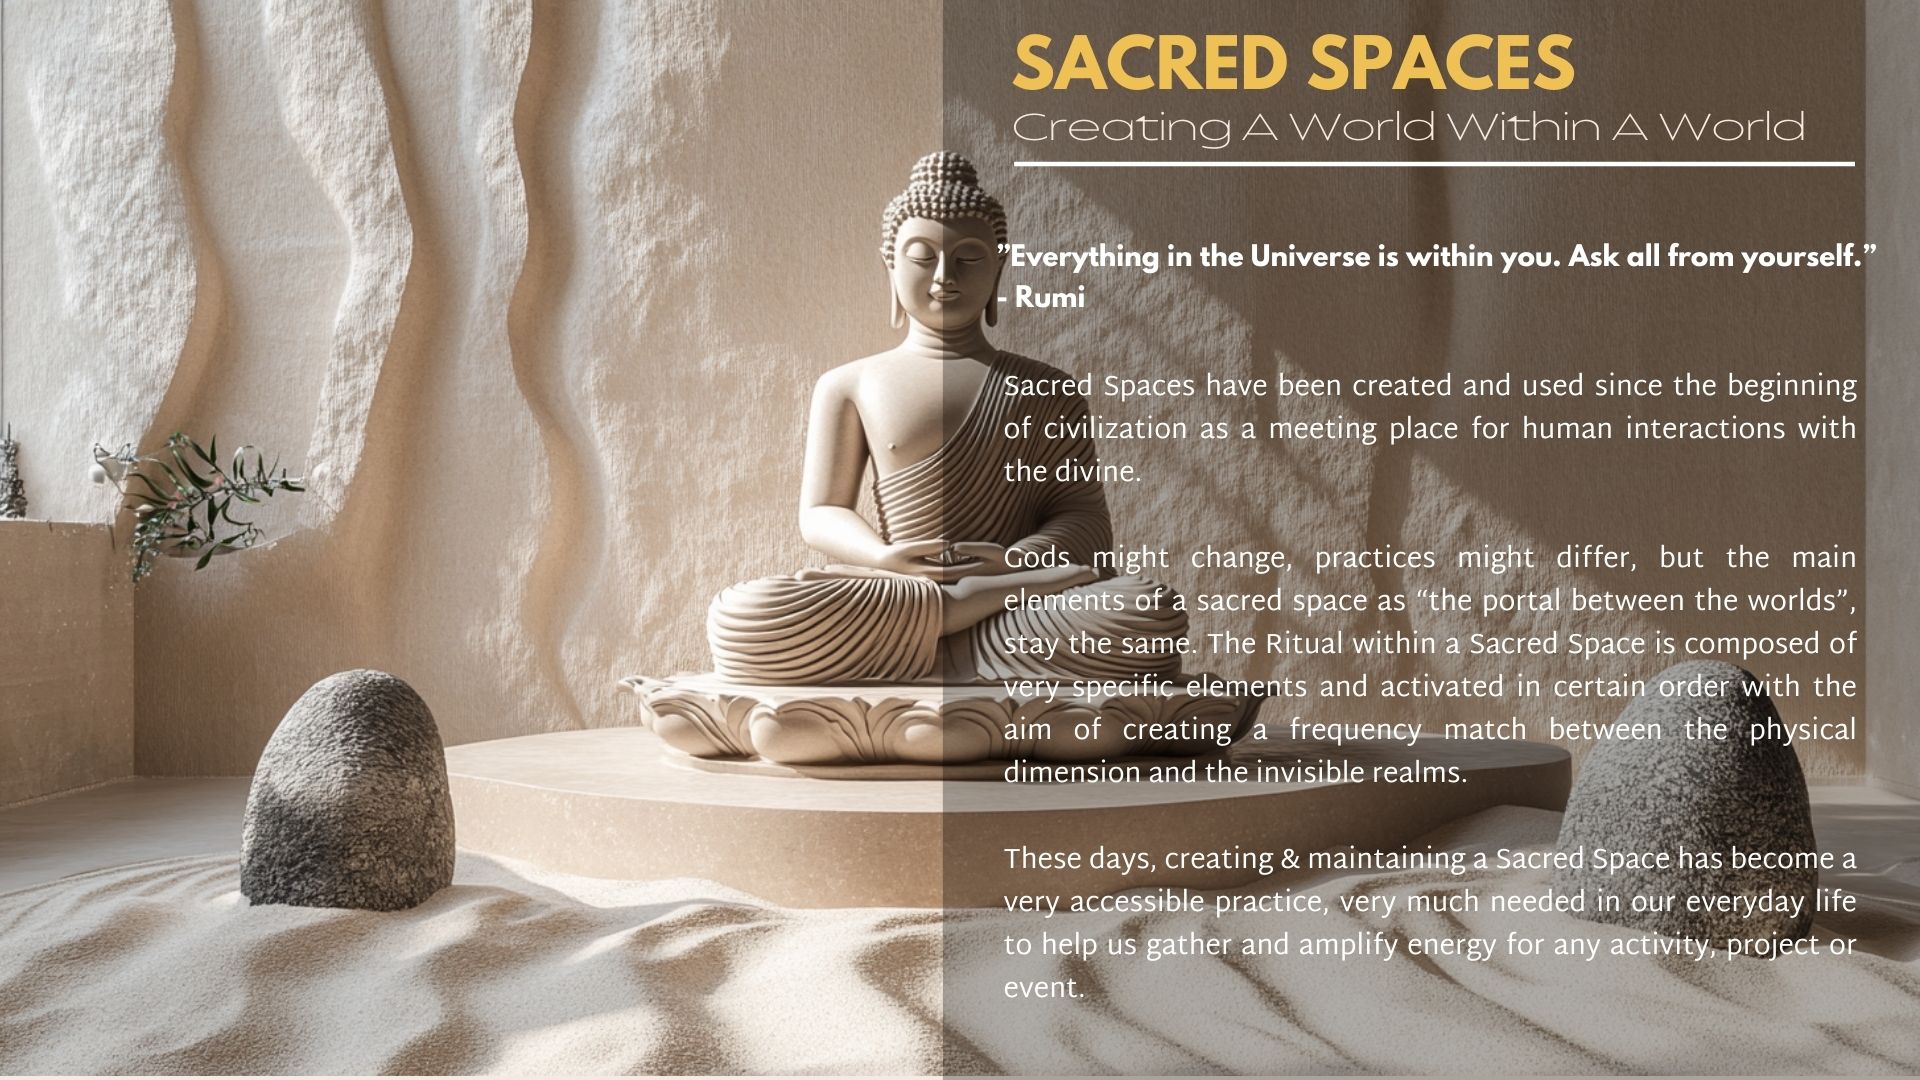 SACRED SPACES
Creating A World Within A World
”Everything in the Universe is within you. Ask all from yourself.”
- Rumi
Sacred Spaces have been created and used since the beginning
of civilization as a meeting place for human interactions with
the divine.
Gods might change, practices might differ, but the main
elements of a sacred space as “the portal between the worlds”,
stay the same. The Ritual within a Sacred Space is composed of
very specific elements and activated in certain order with the
aim of creating a frequency match between the physical
dimension and the invisible realms.
These days, creating & maintaining a Sacred Space has become a
very accessible practice, very much needed in our everyday life
to help us gather and amplify energy for any activity, project or
event.